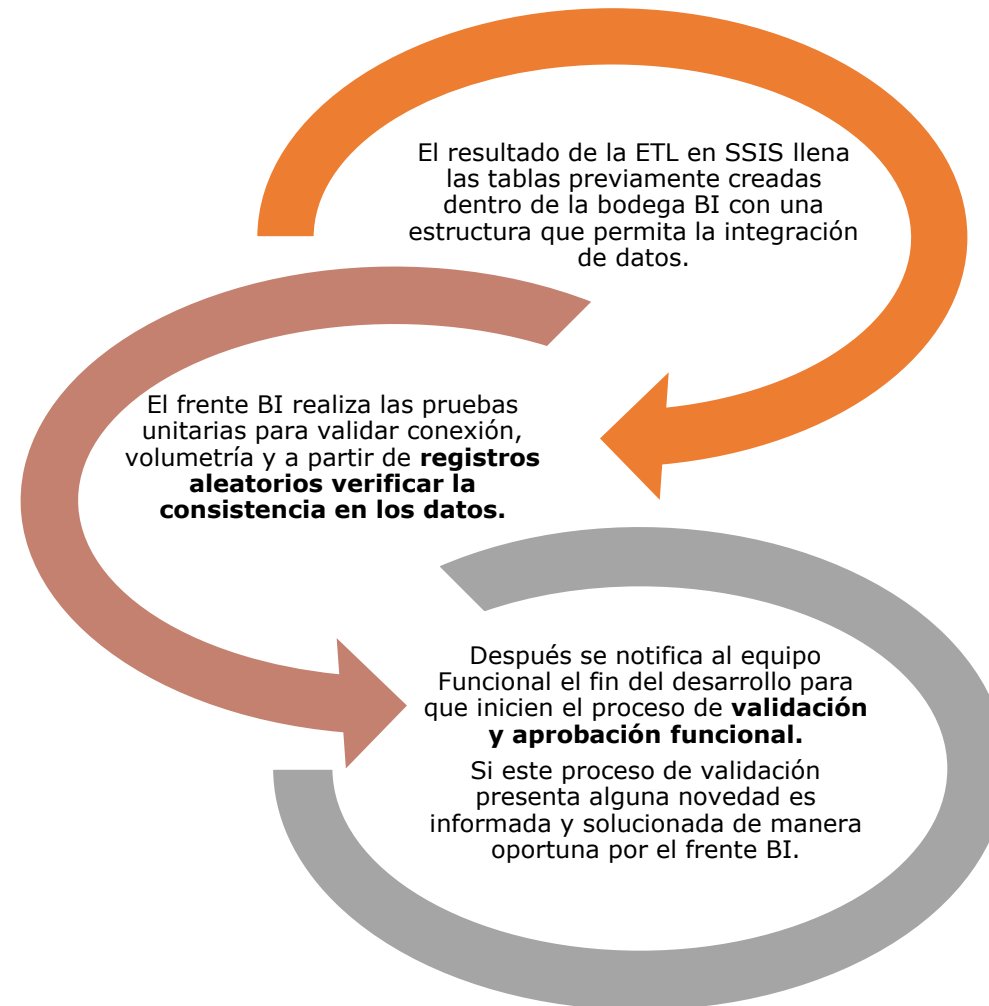 El resultado de la ETL en SSIS llena
las tablas previamente creadas
dentro de la bodega BI con una
estructura que permita la integración
de datos.
El frente BI realiza las pruebas
unitarias para validar conexión,
volumetría y a partir de registros
aleatorios verificar la
consistencia en los datos.
Después se notifica al equipo
Funcional el fin del desarrollo para
que inicien el proceso de validación
y aprobación funcional.
Si este proceso de validación
presenta alguna novedad es
informada y solucionada de manera
oportuna por el frente BI.